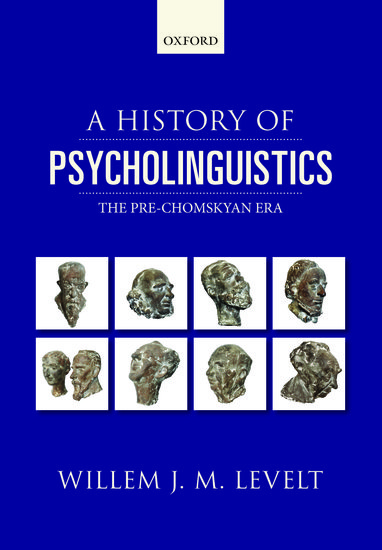 OXFORD
A HISTORY OF
PSYCHOLINGUISTICS
THE PRE-CHOMSKYAN ERA
WILLEM J. M. LEVELT